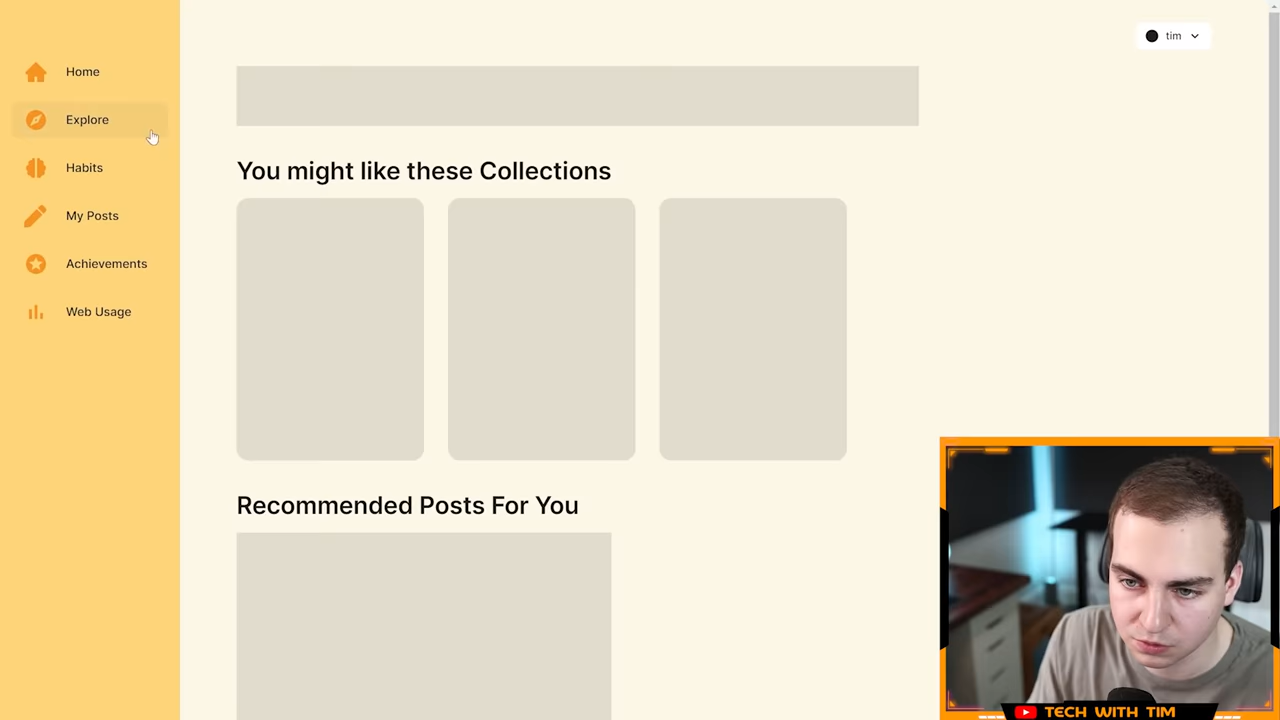 tim
Home
Explore
Habits
My Posts
Achievements
Web Usage
You might like these Collections
Recommended Posts For You
TECH WITH TIM